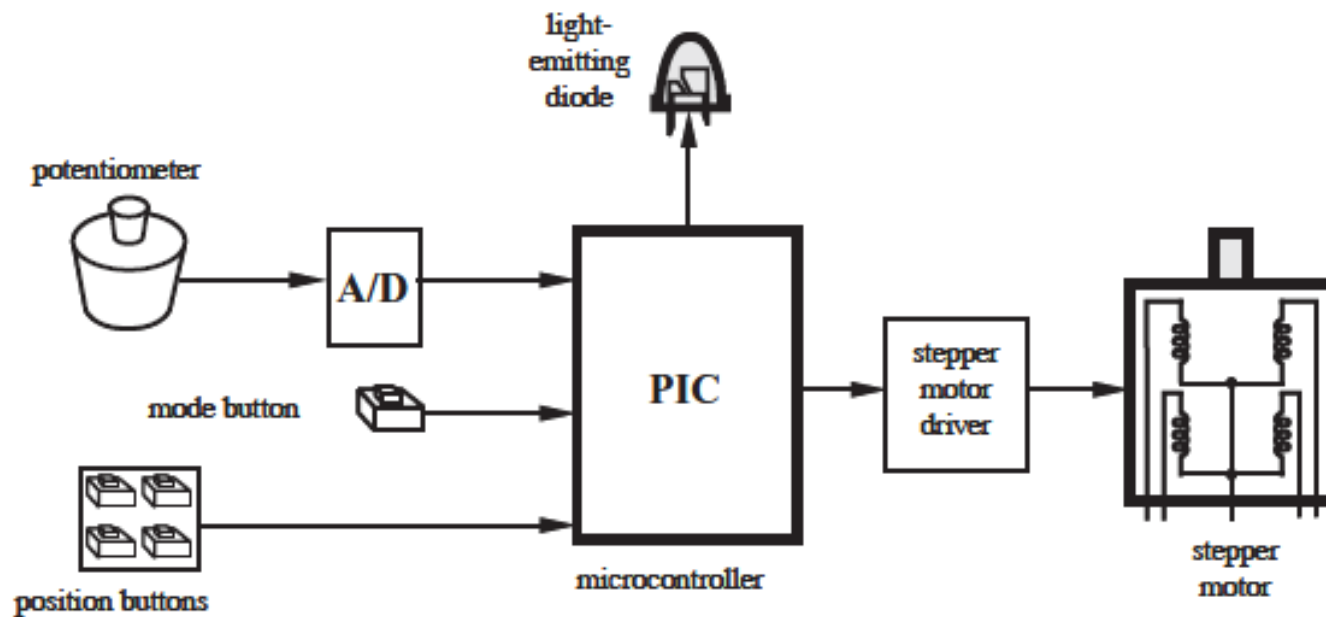 light-
emitting
diode
potentiometer
A/D
mode button
PIC
stepper
motor
driver
position buttons
microcontroller
stepper
motor